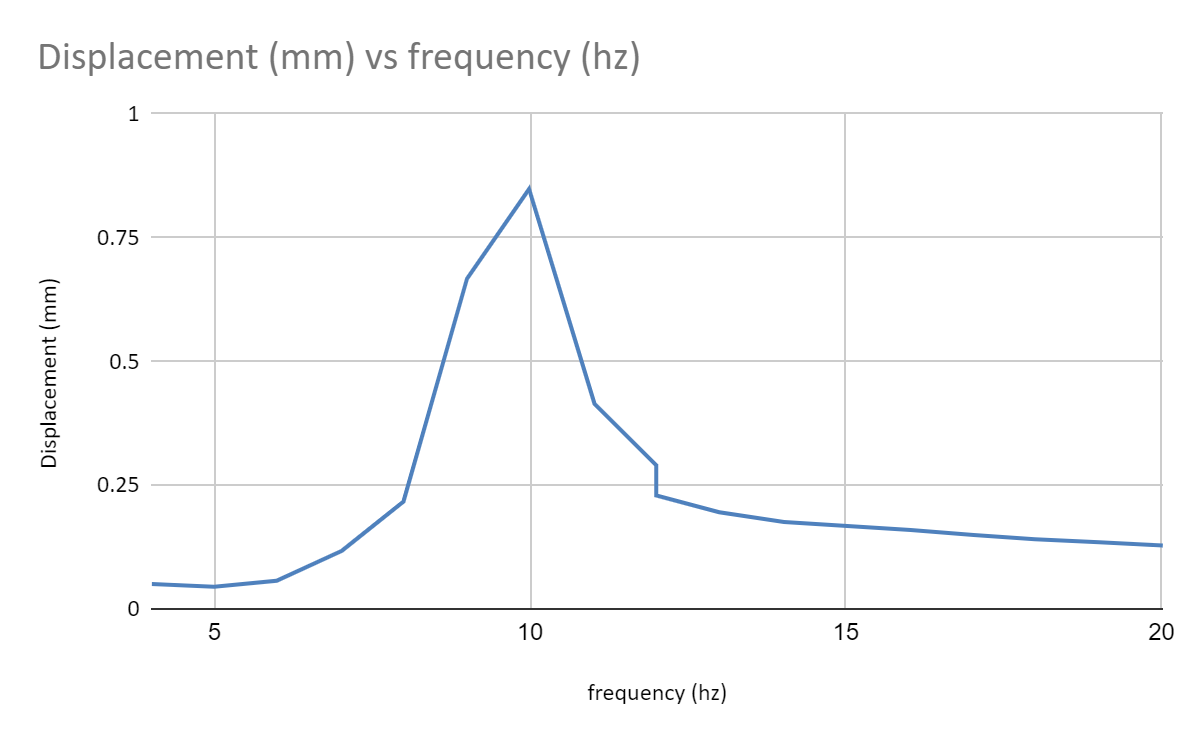 Displacement (mm) vs frequency (hz)
1
0.75
0.5
0.25
0
Displacement (mm)
5 10 15 20
frequency (hz)